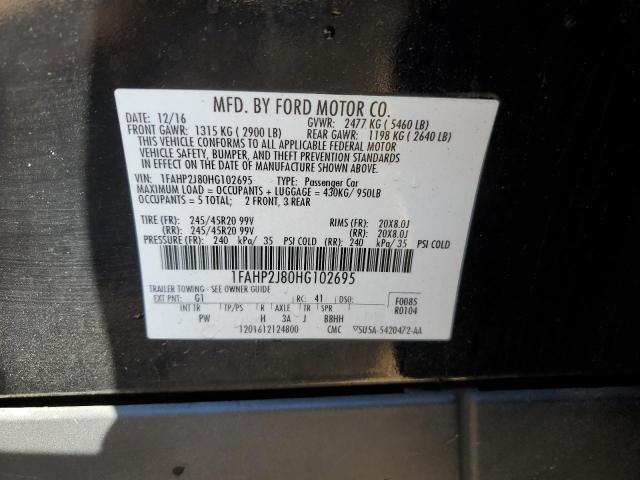 MFD. BY FORD MOTOR CO.
DATE: 12/16 GVWR: 2477 KG ( 5460 LB)
FRONT GAWR: 1315 KG ( 2900 LB) REAR GAWR: 1198 KG ( 2640 LB)
THIS VEHICLE CONFORMS TO ALL APPLICABLE FEDERAL MOTOR
VEHICLE SAFETY, BUMPER, AND THEFT PREVENTION STANDARDS
IN EFFECT ON THE DATE OF MANUFACTURE SHOWN ABOVE.
VIN: 1FAHP2J80HG102695 TYPE: Passenger Car
MAXIMUM LOAD = OCCUPANTS + LUGGAGE = 430KG/ 950LB
OCCUPANTS = 5 TOTAL; 2 FRONT, 3 REAR
TIRE (FR): 245/45R20 99V RIMS (FR): 20X8.0J
(RR): 245/45R20 99V (RR): 20X8.0J
PRESSURE (FR): 240 kPa/ 35 PSI COLD (RR): 240 kPa/ 35 PSI COLD
1FAHP2J80HG102695
TRAILER TOWING - SEE OWNER GUIDE
EXT PNT: G1 RC: 41 DSO: F0085
INT TR TP/PS R AXLE TR SPR R0104
PW H 3A J BBHH
1201612124800 CMC 5U5A-5420472-AA